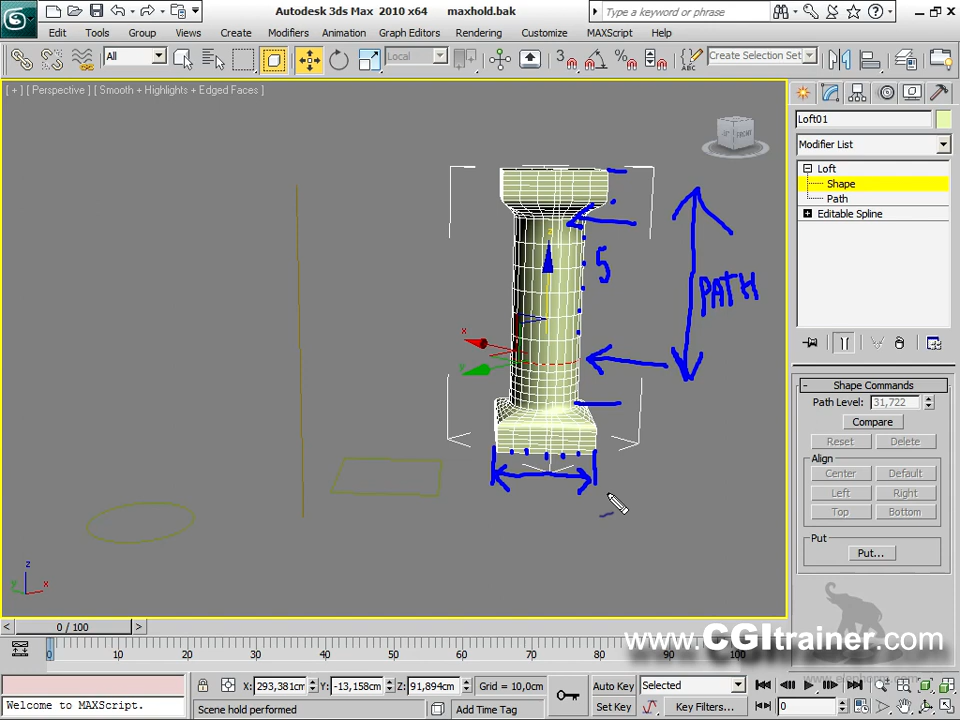 Autodesk 3ds Max 2010 x64 maxhold.bak
Type a keyword or phrase
Edit Tools Group Views Create Modifiers Animation Graph Editors Rendering Customize MAXScript Help
All
Local
3
ABC
Create Selection Set
[ + ] [ Perspective ] [ Smooth + Highlights + Edged Faces ]
FRONT
Loft01
Modifier List
Loft
Shape
Path
Editable Spline
z
5
PATH
x
y
- Shape Commands
Path Level: 31,722
Compare
Reset Delete
Align
Center Default
Left Right
Top Bottom
Put
Put...
z
x
y
< 0 / 100 >
0 10 20 30 40 50 60 70 80 90 100
www.CGItrainer.com
Welcome to MAXScript.
X: 293,381cm Y: -13,158cm Z: 91,894cm Grid = 10,0cm
Scene hold performed
Add Time Tag
Auto Key Selected
Set Key Key Filters...
0